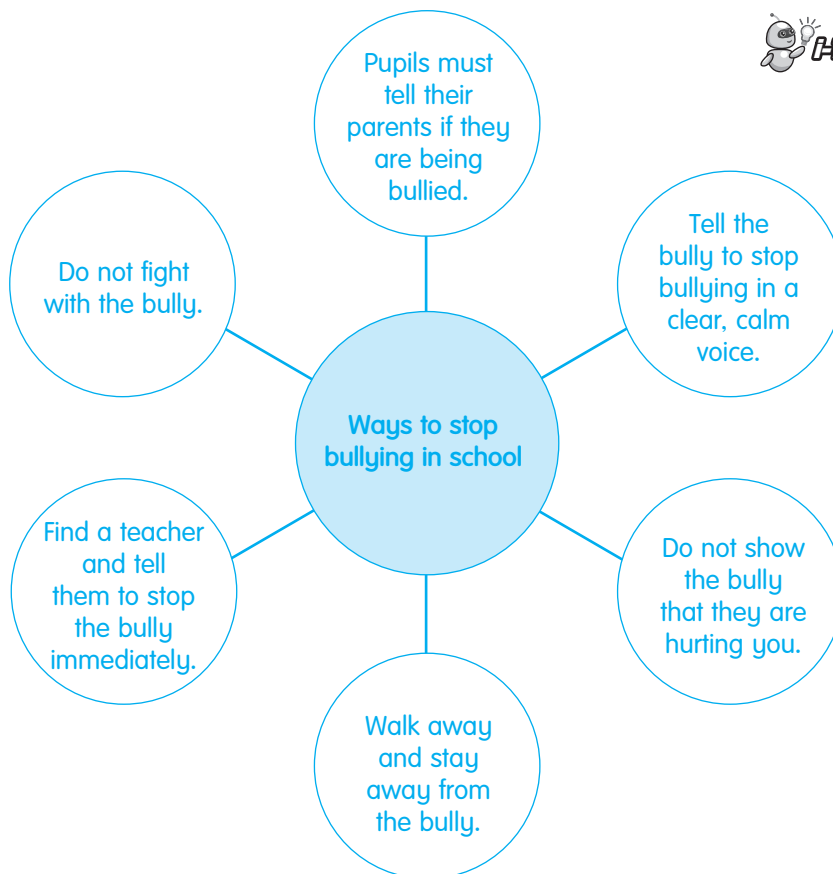 Pupils must
tell their
parents if they
are being
bullied.
Tell the
bully to stop
bullying in a
clear, calm
voice.
Do not fight
with the bully.
Ways to stop
bullying in school
Find a teacher
and tell
them to stop
the bully
immediately.
Do not show
the bully
that they are
hurting you.
Walk away
and stay
away from
the bully.